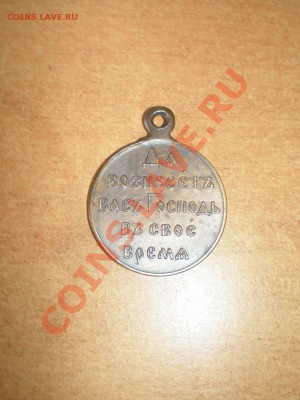 COINS.LAVE.RU
ДА
ВОЗНЕСЕТЪ
ВАСЪ ГОСПОДЬ
ВЪ СВОЕ
ВРЕМЯ
COINS.LAVE.RU